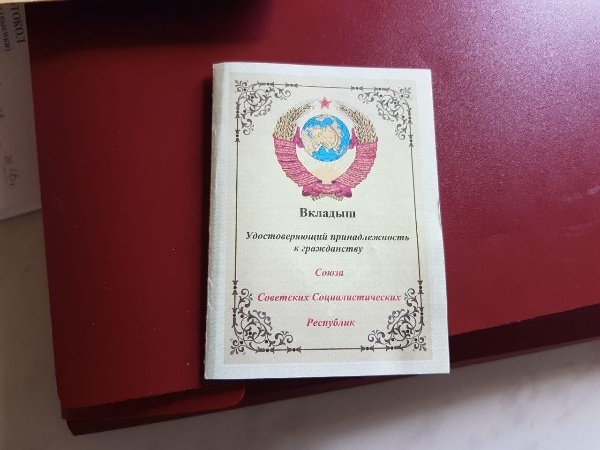 Вкладыш
Удостоверяющий принадлежность
к гражданству
Союза
Советских Социалистических
Республик